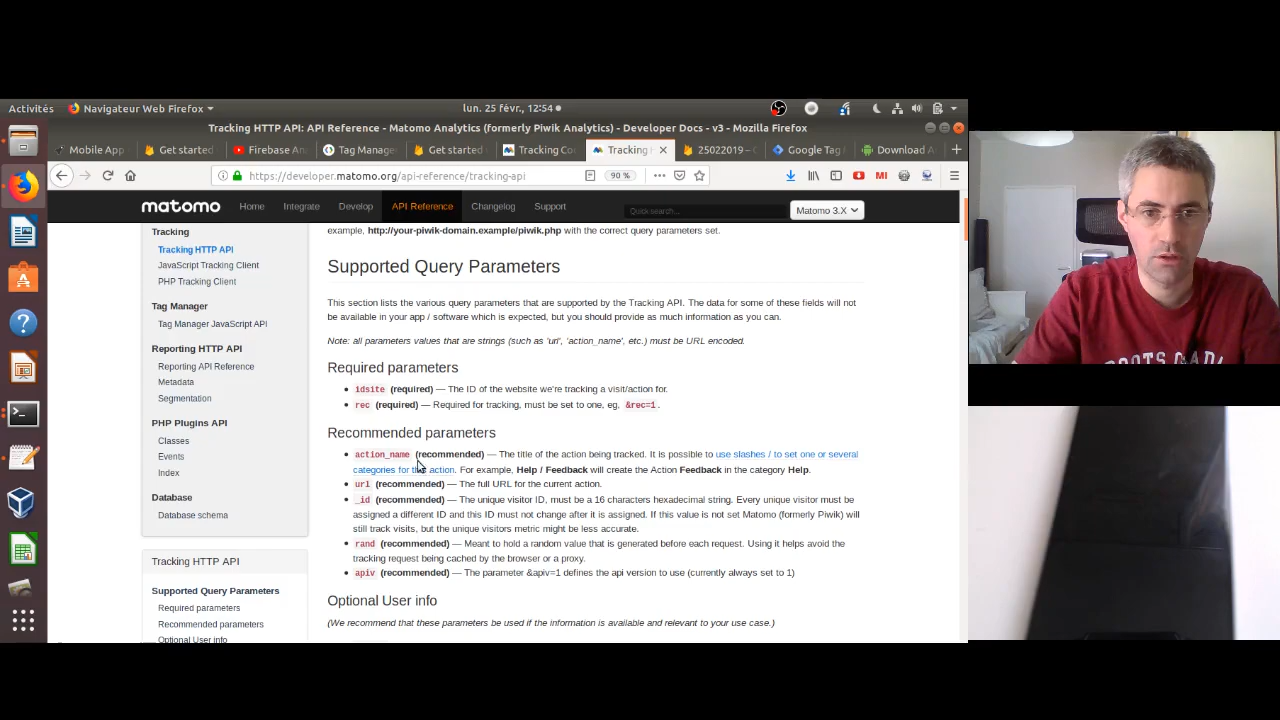 Activités
Navigateur Web Firefox
lun. 25 févr., 12:54
Tracking HTTP API: API Reference - Matomo Analytics (formerly Piwik Analytics) - Developer Docs - v3 - Mozilla Firefox
Mobile App
Get started
Firebase An
Tag Manage
Get started
Tracking Co
Tracking H
25022019 –
Google Tag
Download A
https://developer.matomo.org/api-reference/tracking-api
90 %
matomo
Home
Integrate
Develop
API Reference
Changelog
Support
Quick search...
Matomo 3.X
Tracking
Tracking HTTP API
JavaScript Tracking Client
PHP Tracking Client
Tag Manager
Tag Manager JavaScript API
Reporting HTTP API
Reporting API Reference
Metadata
Segmentation
PHP Plugins API
Classes
Events
Index
Database
Database schema
Tracking HTTP API
Supported Query Parameters
Required parameters
Recommended parameters
Optional User info
example, http://your-piwik-domain.example/piwik.php with the correct query parameters set.
Supported Query Parameters
This section lists the various query parameters that are supported by the Tracking API. The data for some of these fields will not
be available in your app / software which is expected, but you should provide as much information as you can.
Note: all parameters values that are strings (such as 'url', 'action_name', etc.) must be URL encoded.
Required parameters
idsite (required) — The ID of the website we're tracking a visit/action for.
rec (required) — Required for tracking, must be set to one, eg, &rec=1.
Recommended parameters
action_name (recommended) — The title of the action being tracked. It is possible to use slashes / to set one or several
categories for this action. For example, Help / Feedback will create the Action Feedback in the category Help.
url (recommended) — The full URL for the current action.
_id (recommended) — The unique visitor ID, must be a 16 characters hexadecimal string. Every unique visitor must be
assigned a different ID and this ID must not change after it is assigned. If this value is not set Matomo (formerly Piwik) will
still track visits, but the unique visitors metric might be less accurate.
rand (recommended) — Meant to hold a random value that is generated before each request. Using it helps avoid the
tracking request being cached by the browser or a proxy.
apiv (recommended) — The parameter &apiv=1 defines the api version to use (currently always set to 1)
Optional User info
(We recommend that these parameters be used if the information is available and relevant to your use case.)